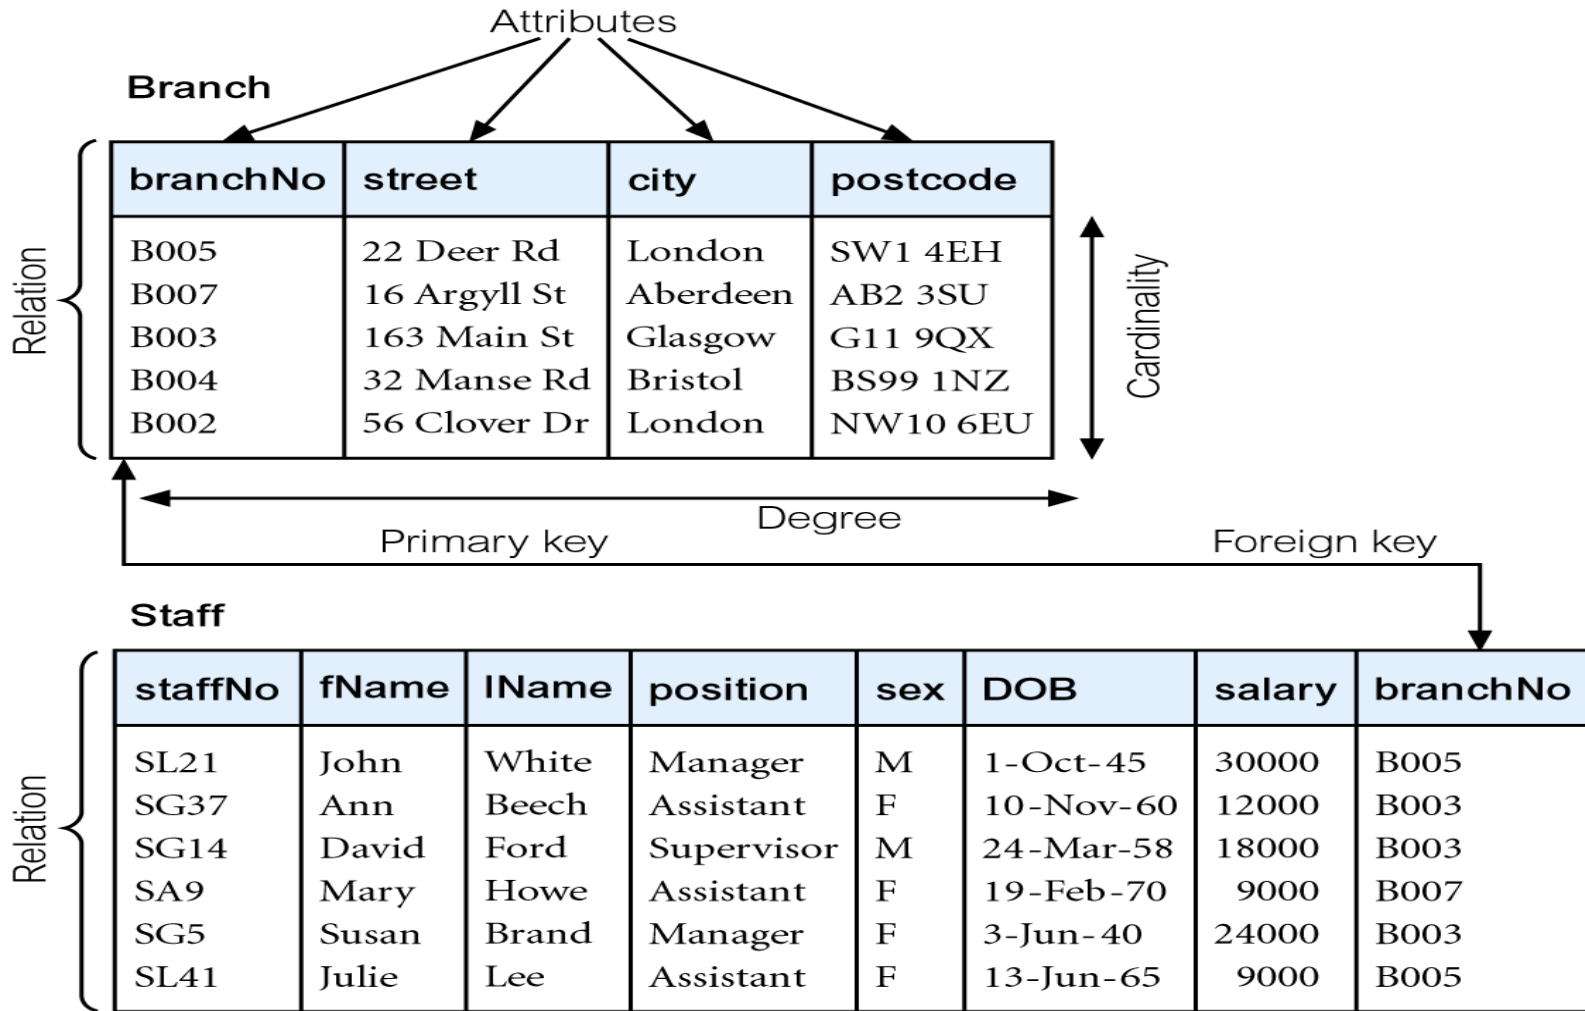 Attributes
Branch
branchNo street city postcode
B005 22 Deer Rd London SW1 4EH
B007 16 Argyll St Aberdeen AB2 3SU
B003 163 Main St Glasgow G11 9QX
B004 32 Manse Rd Bristol BS99 1NZ
B002 56 Clover Dr London NW10 6EU
Relation
Cardinality
Degree
Primary key
Foreign key
Staff
staffNo fName lName position sex DOB salary branchNo
SL21 John White Manager M 1-Oct-45 30000 B005
SG37 Ann Beech Assistant F 10-Nov-60 12000 B003
SG14 David Ford Supervisor M 24-Mar-58 18000 B003
SA9 Mary Howe Assistant F 19-Feb-70 9000 B007
SG5 Susan Brand Manager F 3-Jun-40 24000 B003
SL41 Julie Lee Assistant F 13-Jun-65 9000 B005
Relation